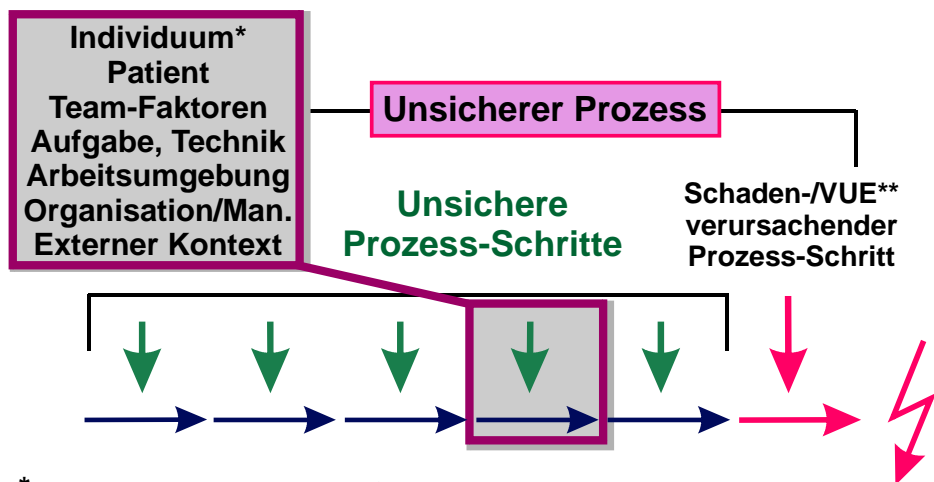 Individuum*
Patient
Team-Faktoren
Aufgabe, Technik
Arbeitsumgebung
Organisation/Man.
Externer Kontext
Unsicherer Prozess
Unsichere
Prozess-Schritte
Schaden-/VUE**
verursachender
Prozess-Schritt
*